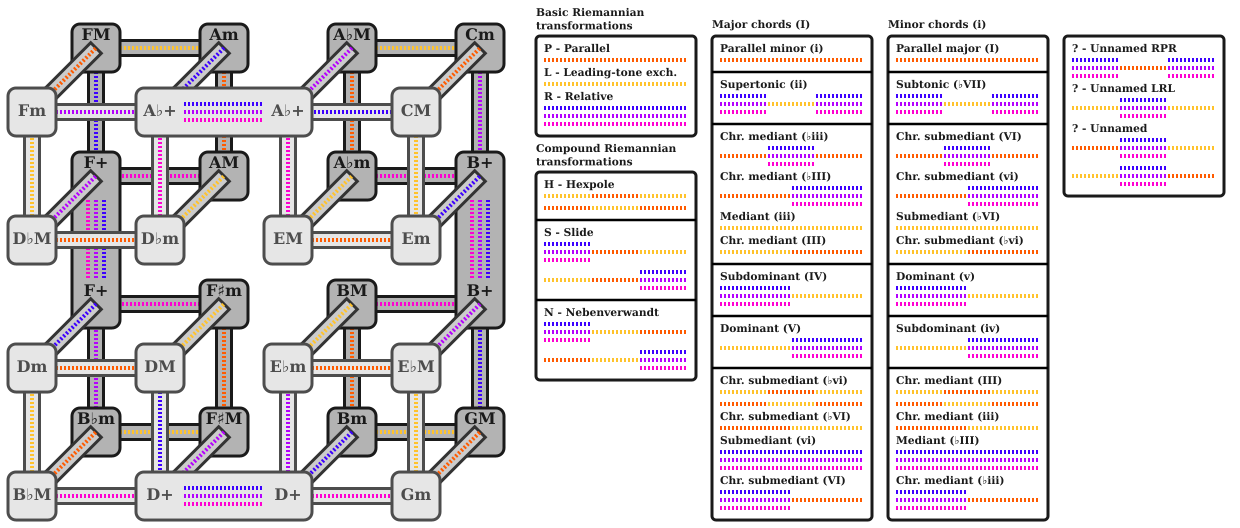 FM Am A♭M Cm
Fm A♭+ A♭+ CM
F+ AM A♭m B+
D♭M D♭m EM Em
F+ F♯m BM B+
Dm DM E♭m E♭M
B♭m F♯M Bm GM
B♭M D+ D+ Gm
Basic Riemannian
transformations
P - Parallel
L - Leading-tone exch.
R - Relative
Compound Riemannian
transformations
H - Hexpole
S - Slide
N - Nebenverwandt
Major chords (I)
Parallel minor (i)
Supertonic (ii)
Chr. mediant (♭iii)
Chr. mediant (♭III)
Mediant (iii)
Chr. mediant (III)
Subdominant (IV)
Dominant (V)
Chr. submediant (♭vi)
Chr. submediant (♭VI)
Submediant (vi)
Chr. submediant (VI)
Minor chords (i)
Parallel major (I)
Subtonic (♭VII)
Chr. submediant (VI)
Chr. submediant (vi)
Submediant (♭VI)
Chr. submediant (♭vi)
Dominant (v)
Subdominant (iv)
Chr. mediant (III)
Chr. mediant (iii)
Mediant (♭III)
Chr. mediant (♭iii)
? - Unnamed RPR
? - Unnamed LRL
? - Unnamed